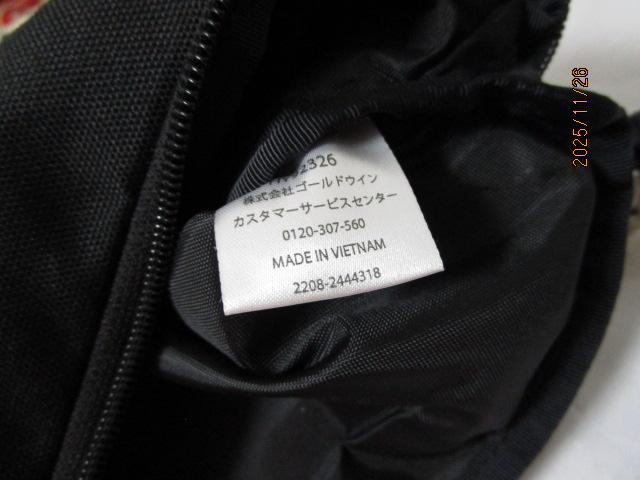 2326
株式会社ゴールドウイン
カスタマーサービスセンター
0120-307-560
MADE IN VIETNAM
2208-2444318
2025/11/26